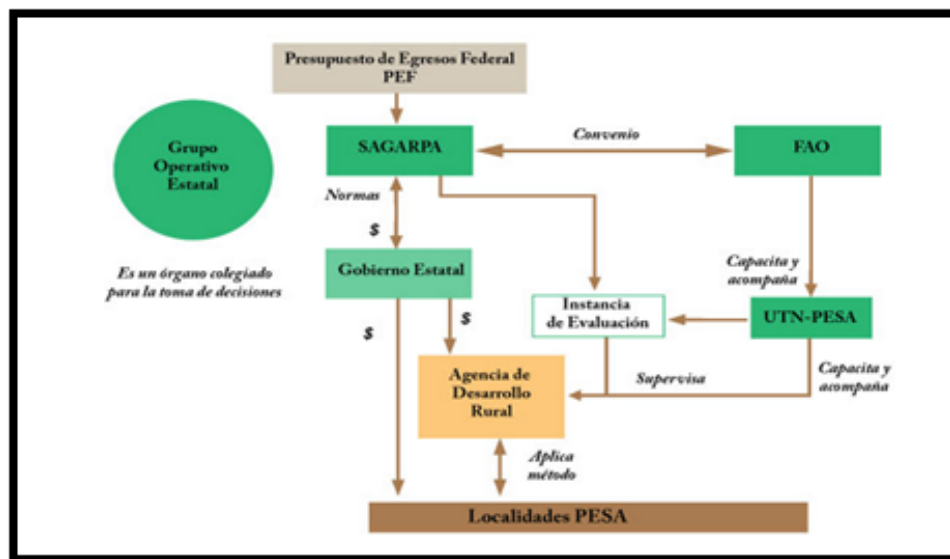 Presupuesto de Egresos Federal
PEF
Grupo
Operativo
Estatal
SAGARPA
Convenio
FAO
Normas
$
Es un órgano colegiado
para la toma de decisiones
Gobierno Estatal
Capacita y
acompaña
$
$
Instancia
de Evaluación
UTN-PESA
Agencia de
Desarrollo
Rural
Supervisa
Capacita y
acompaña
Aplica
método
Localidades PESA